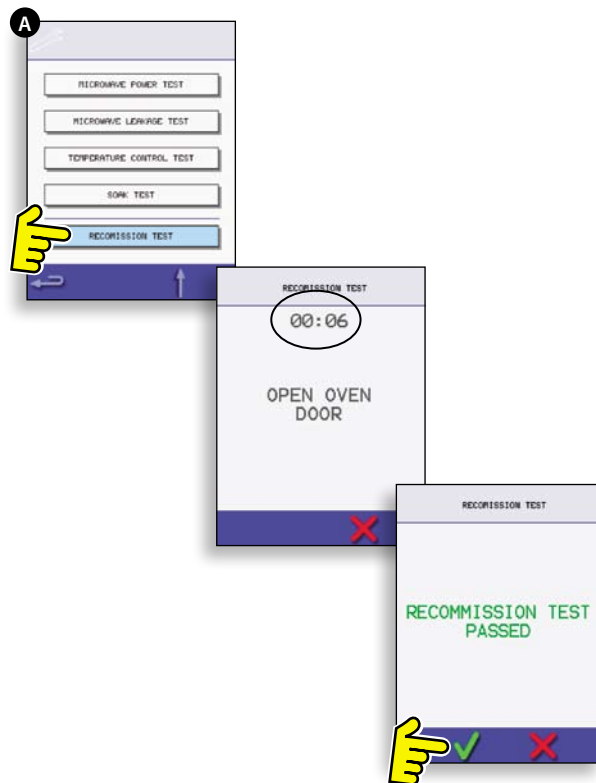 A
MICROWAVE POWER TEST
MICROWAVE LEAKAGE TEST
TEMPERATURE CONTROL TEST
SOAK TEST
RECOMISSION TEST
RECOMISSION TEST
00:06
OPEN OVEN
DOOR
RECOMISSION TEST
RECOMMISSION TEST
PASSED